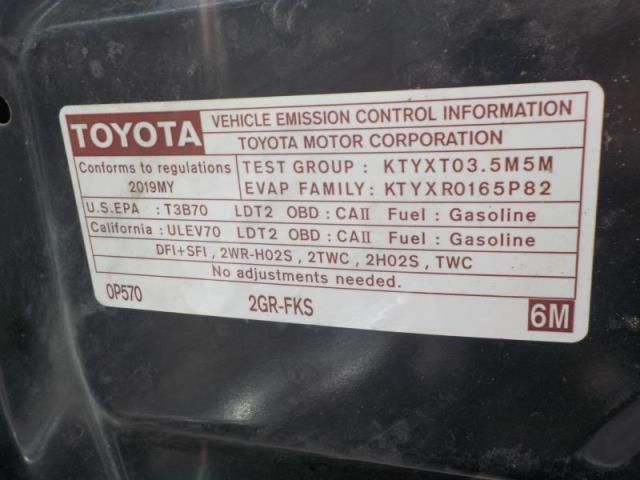 TOYOTA
VEHICLE EMISSION CONTROL INFORMATION
TOYOTA MOTOR CORPORATION
Conforms to regulations
2019MY
TEST GROUP : KTYXT03.5M5M
EVAP FAMILY: KTYXR0165P82
U.S.EPA : T3B70 LDT2 OBD : CAII Fuel : Gasoline
California : ULEV70 LDT2 OBD : CAII Fuel : Gasoline
DFI+SFI , 2WR-HO2S , 2TWC, 2HO2S , TWC
No adjustments needed.
0P570
2GR-FKS
6M